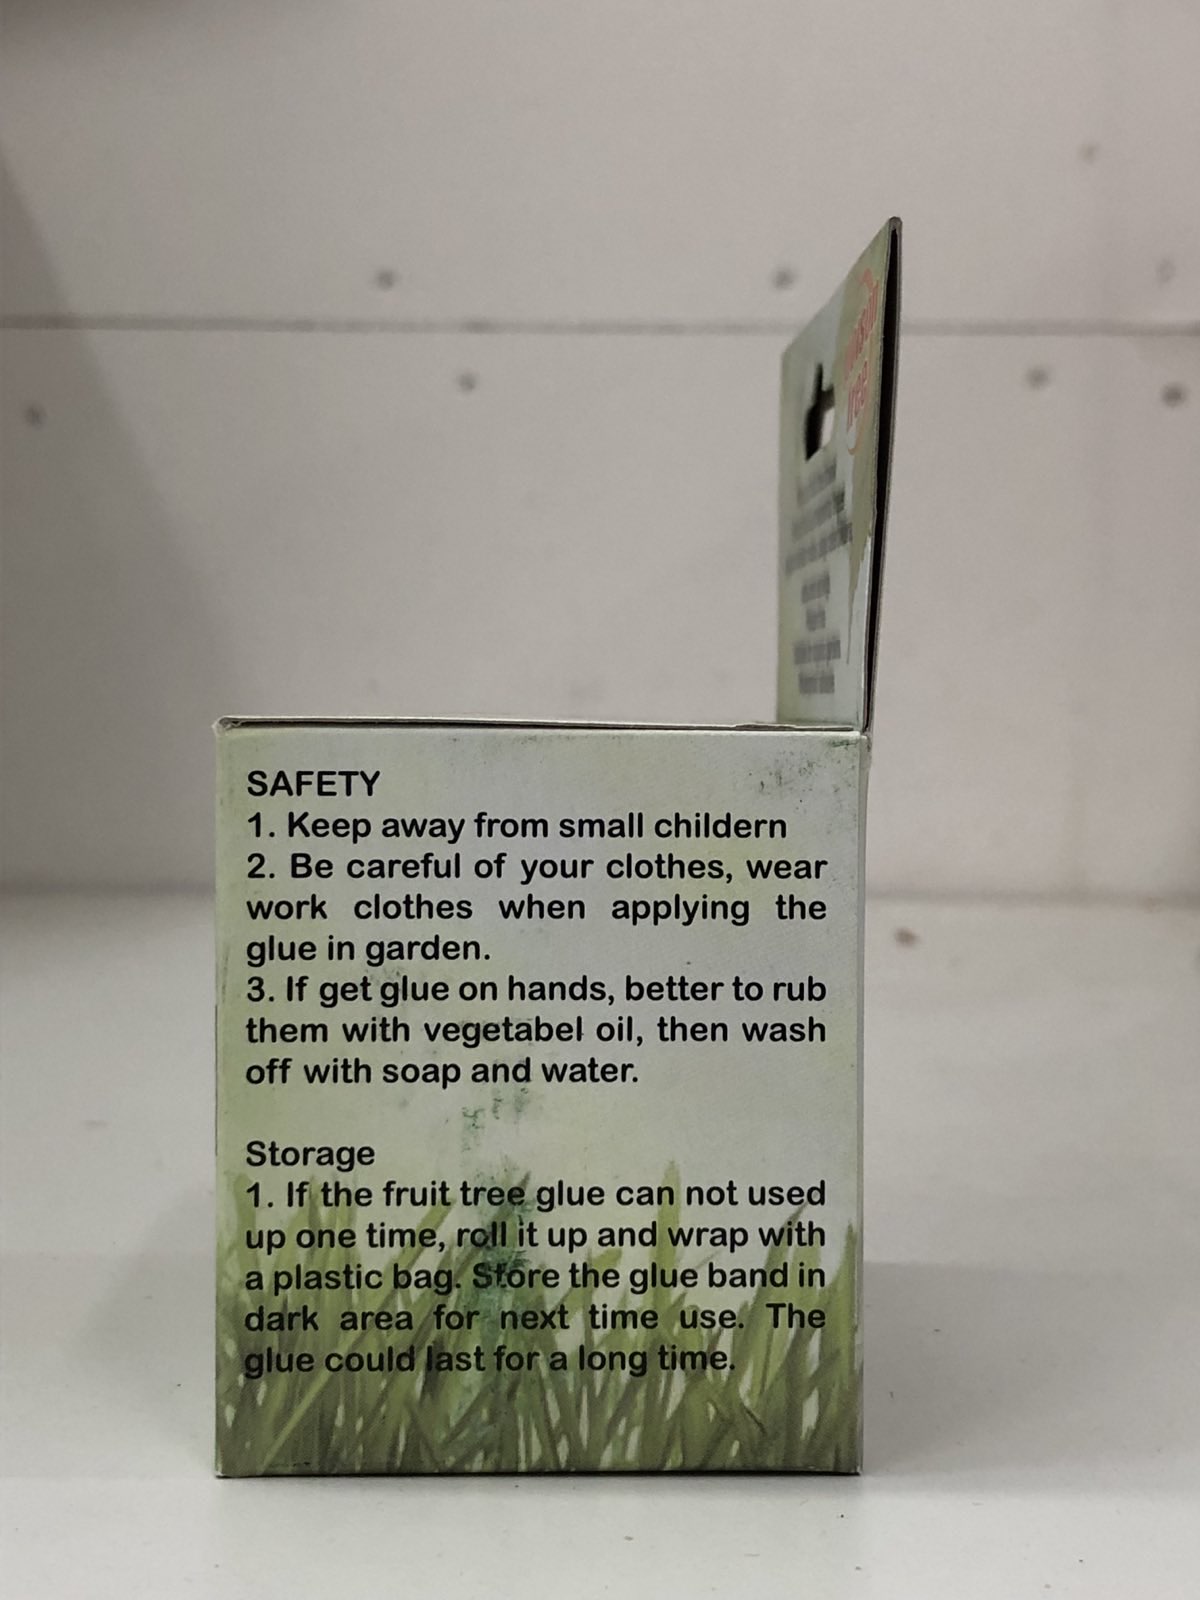 SAFETY
1. Keep away from small childern
2. Be careful of your clothes, wear
work clothes when applying the
glue in garden.
3. If get glue on hands, better to rub
them with vegetabel oil, then wash
off with soap and water.
Storage
1. If the fruit tree glue can not used
up one time, roll it up and wrap with
a plastic bag. Store the glue band in
dark area for next time use. The
glue could last for a long time.
free